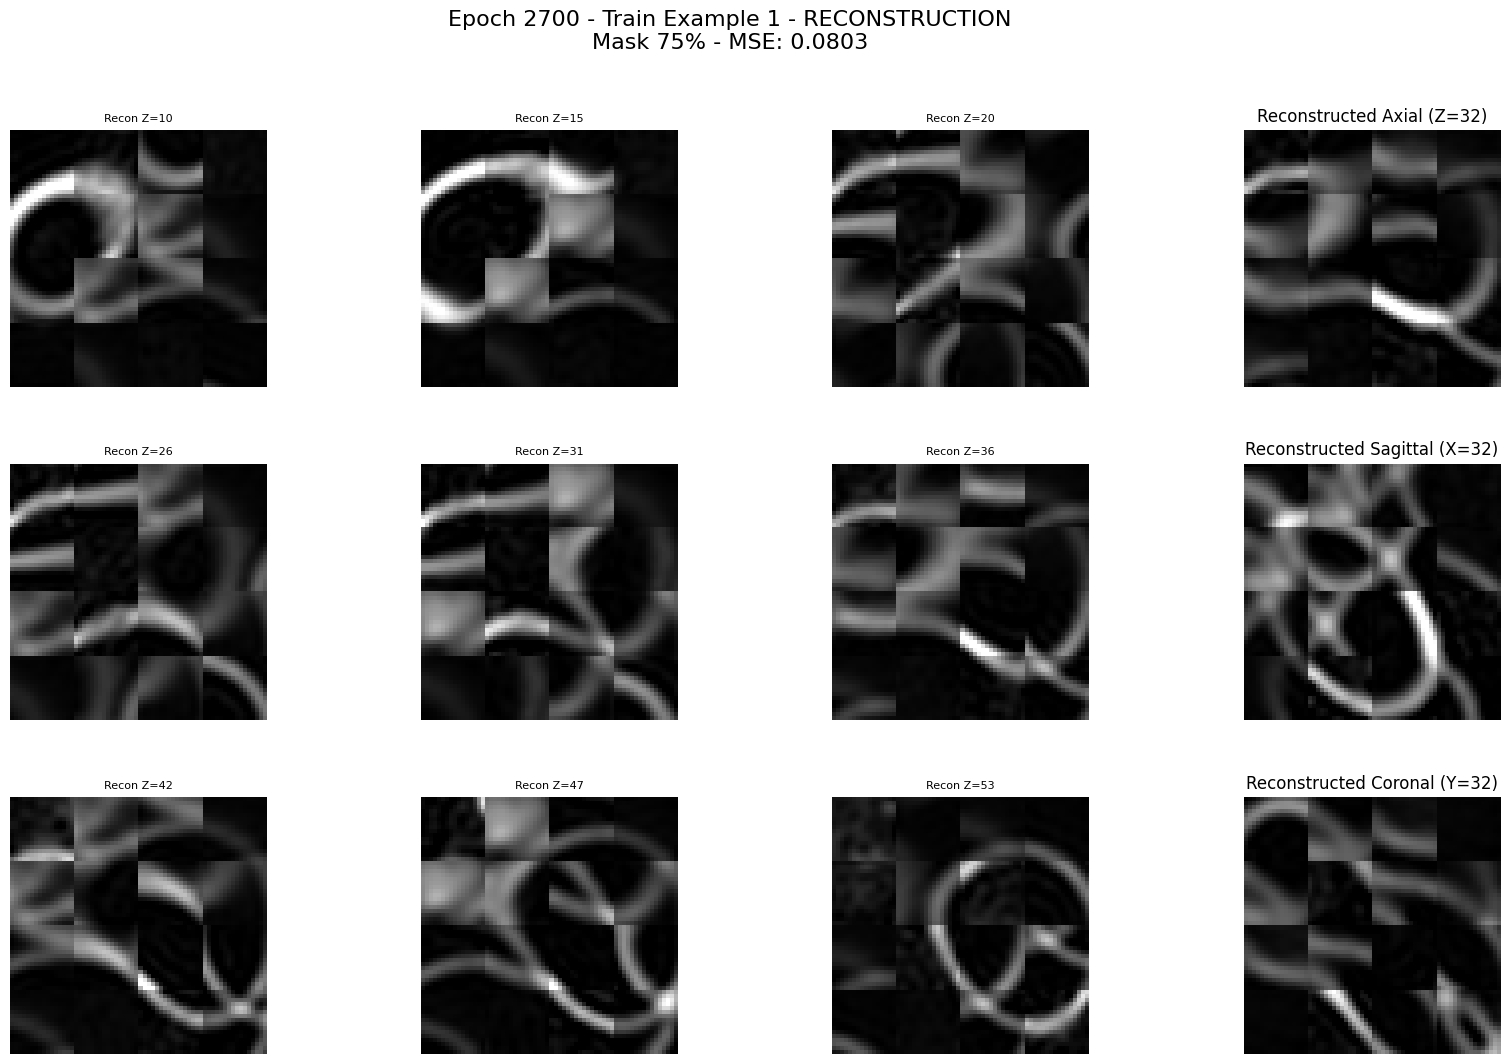 Epoch 2700 - Train Example 1 - RECONSTRUCTION
Mask 75% - MSE: 0.0803
Recon Z=10
Recon Z=15
Recon Z=20
Reconstructed Axial (Z=32)
Recon Z=26
Recon Z=31
Recon Z=36
Reconstructed Sagittal (X=32)
Recon Z=42
Recon Z=47
Recon Z=53
Reconstructed Coronal (Y=32)